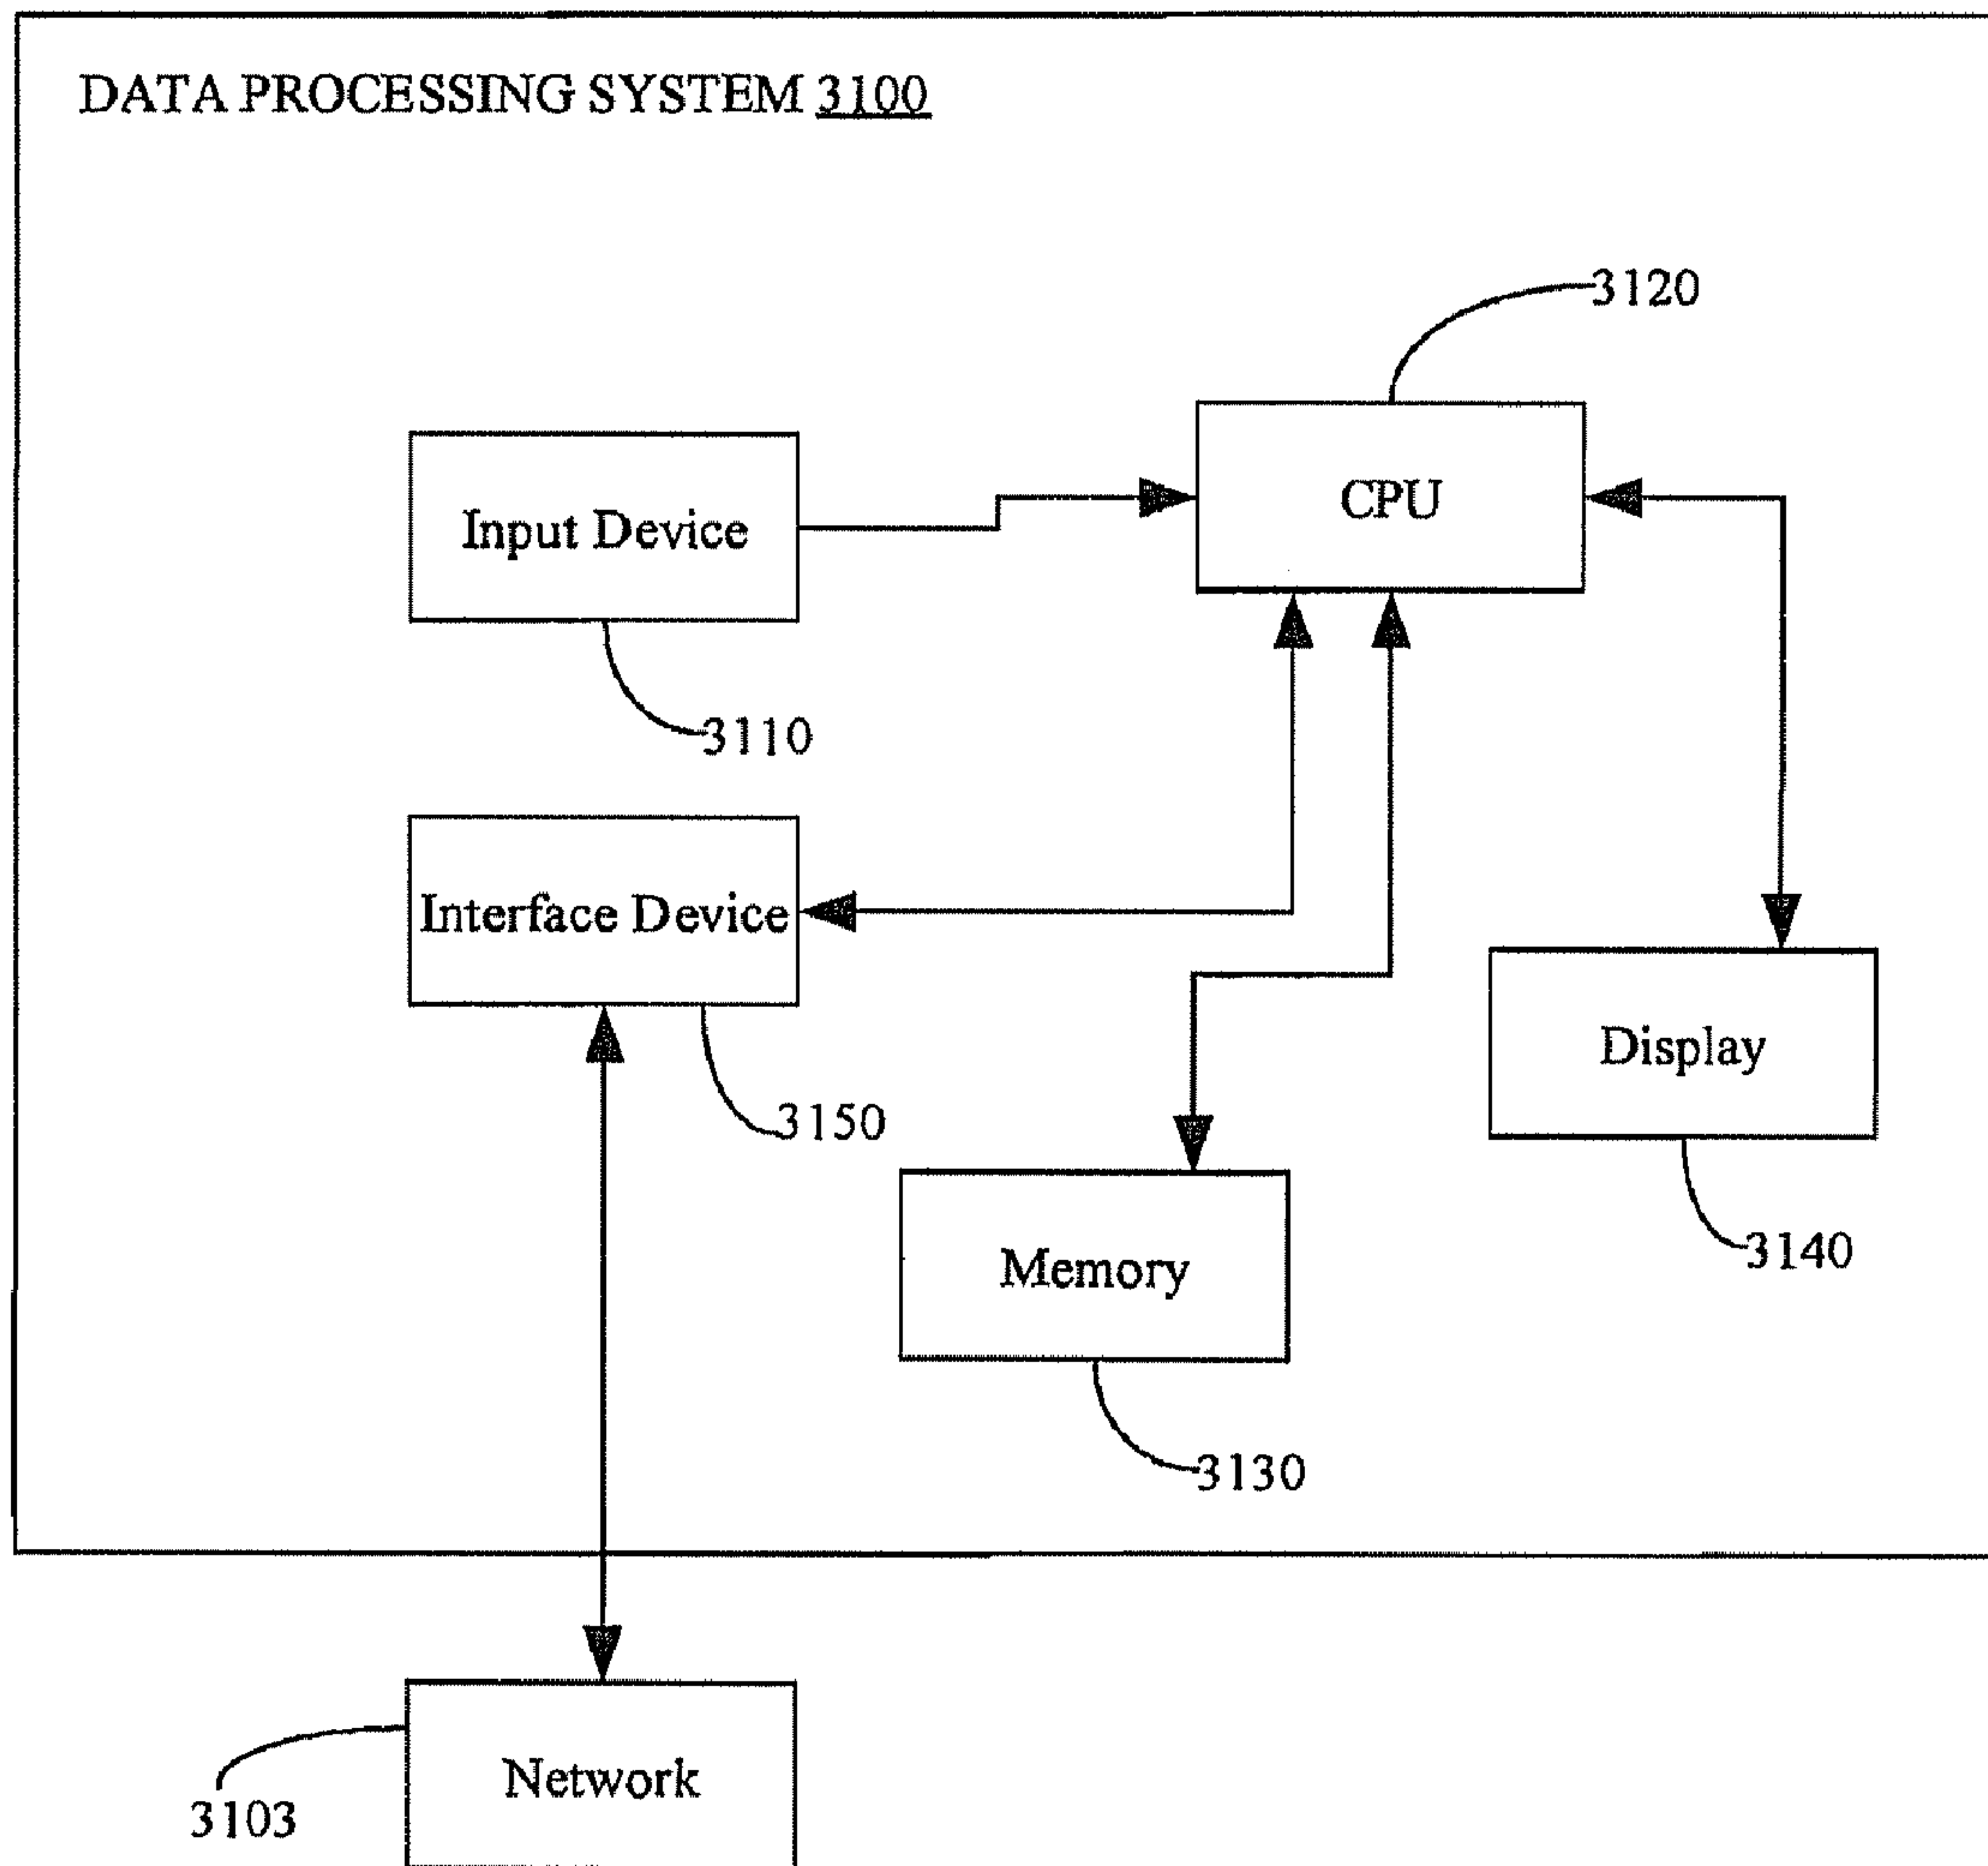 DATA PROCESSING SYSTEM 3100
3120
CPU
Input Device
3110
Interface Device
3150
Display
3140
Memory
3130
Network
3103